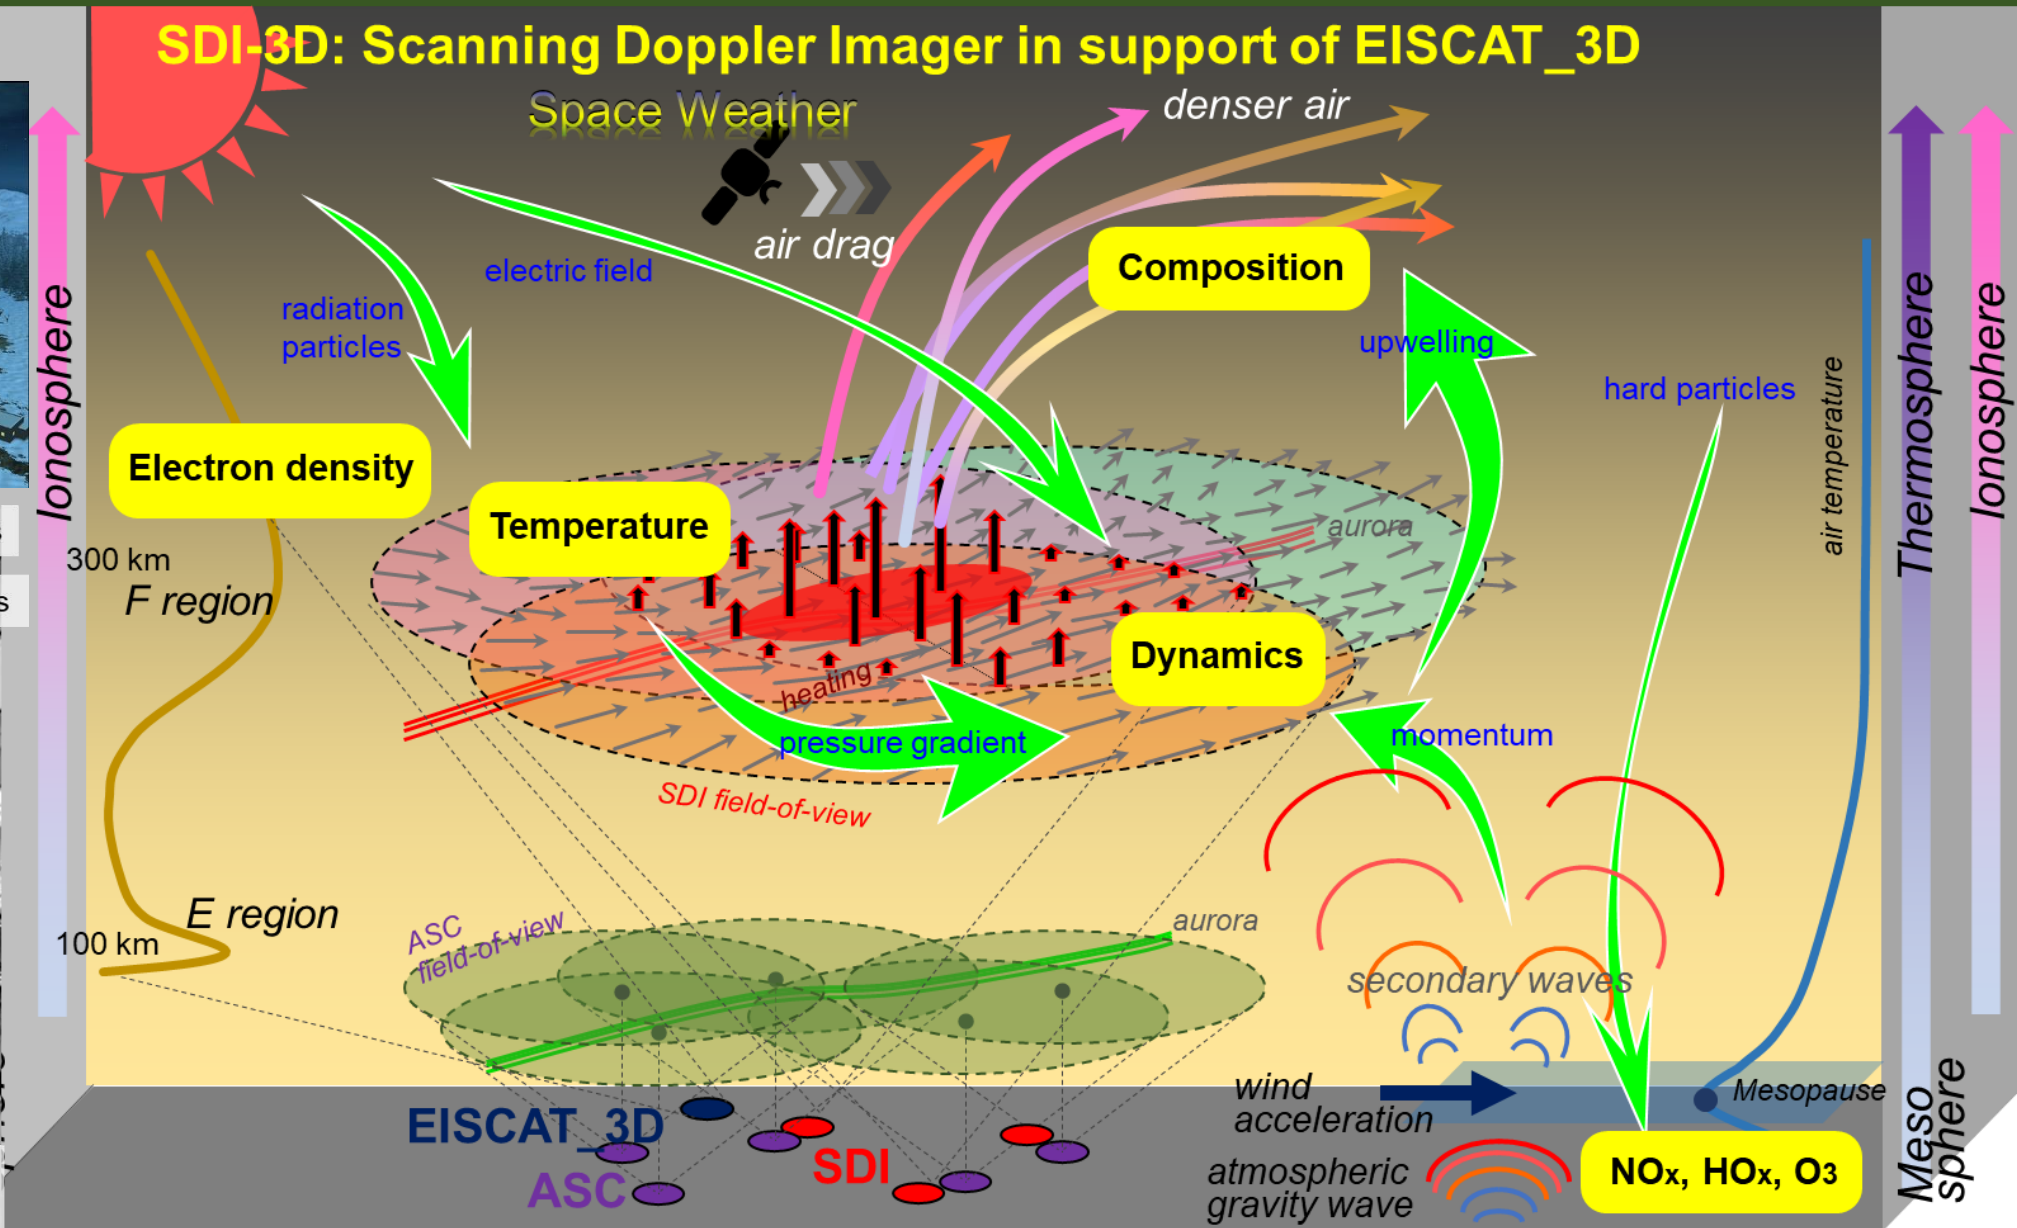 SDI-3D: Scanning Doppler Imager in support of EISCAT_3D
Space Weather
denser air
air drag
electric field
radiation
particles
Composition
upwelling
hard particles
air temperature
Ionosphere
Thermosphere
Ionosphere
Electron density
Temperature
aurora
300 km
F region
s
Dynamics
heating
pressure gradient
momentum
SDI field-of-view
E region
100 km
ASC
field-of-view
aurora
secondary waves
wind
acceleration
Mesopause
Meso
sphere
EISCAT_3D
SDI
ASC
atmospheric
gravity wave
NOx, HOx, O3